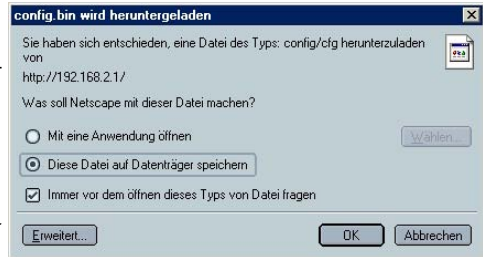 config.bin wird heruntergeladen
Sie haben sich entschieden, eine Datei des Typs: config/cfg herunterzuladen
von
http://192.168.2.1/
Was soll Netscape mit dieser Datei machen?
Mit eine Anwendung öffnen
Wählen...
Diese Datei auf Datenträger speichern
Immer vor dem öffnen dieses Typs von Datei fragen
Erweitert...
OK
Abbrechen